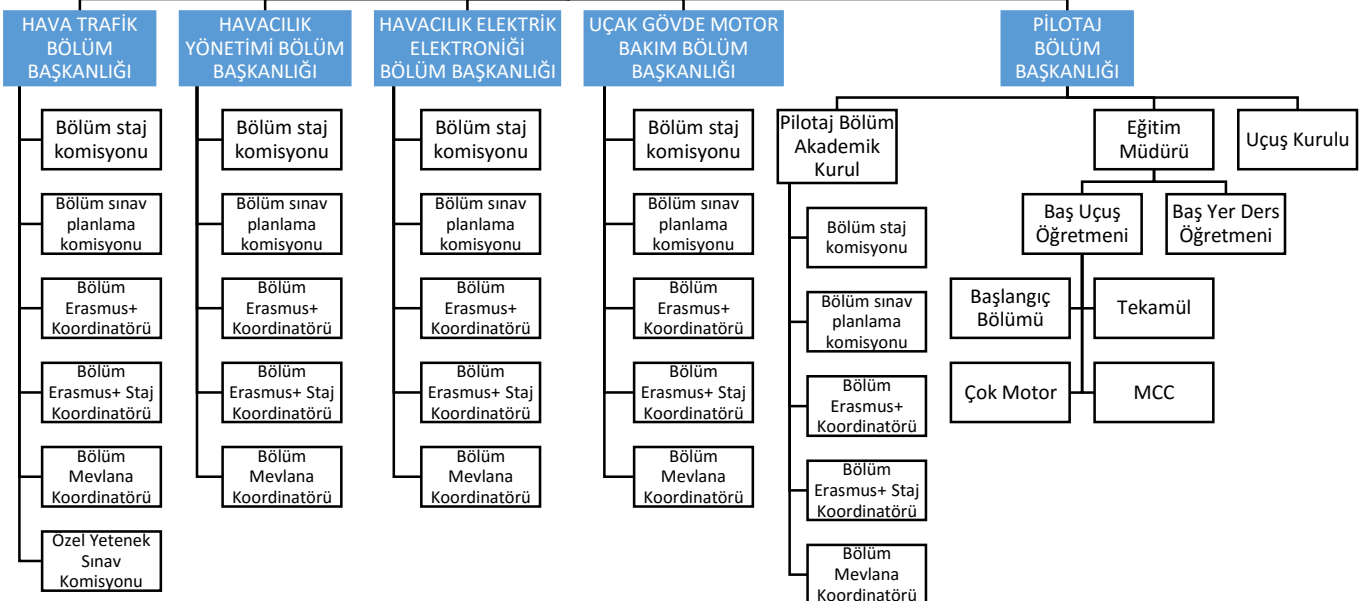 HAVA TRAFİK
BÖLÜM
BAŞKANLIĞI
HAVACILIK
YÖNETİMİ BÖLÜM
BAŞKANLIĞI
HAVACILIK ELEKTRİK
ELEKTRONİĞİ
BÖLÜM BAŞKANLIĞI
UÇAK GÖVDE MOTOR
BAKIM BÖLÜM
BAŞKANLIĞI
PİLOTAJ
BÖLÜM
BAŞKANLIĞI
Bölüm staj
komisyonu
Bölüm sınav
planlama
komisyonu
Bölüm
Erasmus+
Koordinatörü
Bölüm
Erasmus+ Staj
Koordinatörü
Bölüm
Mevlana
Koordinatörü
Özel Yetenek
Sınav
Komisyonu
Bölüm staj
komisyonu
Bölüm sınav
planlama
komisyonu
Bölüm
Erasmus+
Koordinatörü
Bölüm
Erasmus+ Staj
Koordinatörü
Bölüm
Mevlana
Koordinatörü
Bölüm staj
komisyonu
Bölüm sınav
planlama
komisyonu
Bölüm
Erasmus+
Koordinatörü
Bölüm
Erasmus+ Staj
Koordinatörü
Bölüm
Mevlana
Koordinatörü
Bölüm staj
komisyonu
Bölüm sınav
planlama
komisyonu
Bölüm
Erasmus+
Koordinatörü
Bölüm
Erasmus+ Staj
Koordinatörü
Bölüm
Mevlana
Koordinatörü
Pilotaj Bölüm
Akademik
Kurul
Bölüm staj
komisyonu
Bölüm sınav
planlama
komisyonu
Bölüm
Erasmus+
Koordinatörü
Bölüm
Erasmus+ Staj
Koordinatörü
Bölüm
Mevlana
Koordinatörü
Eğitim
Müdürü
Uçuş Kurulu
Baş Uçuş
Öğretmeni
Baş Yer Ders
Öğretmeni
Başlangıç
Bölümü
Tekamül
Çok Motor
MCC